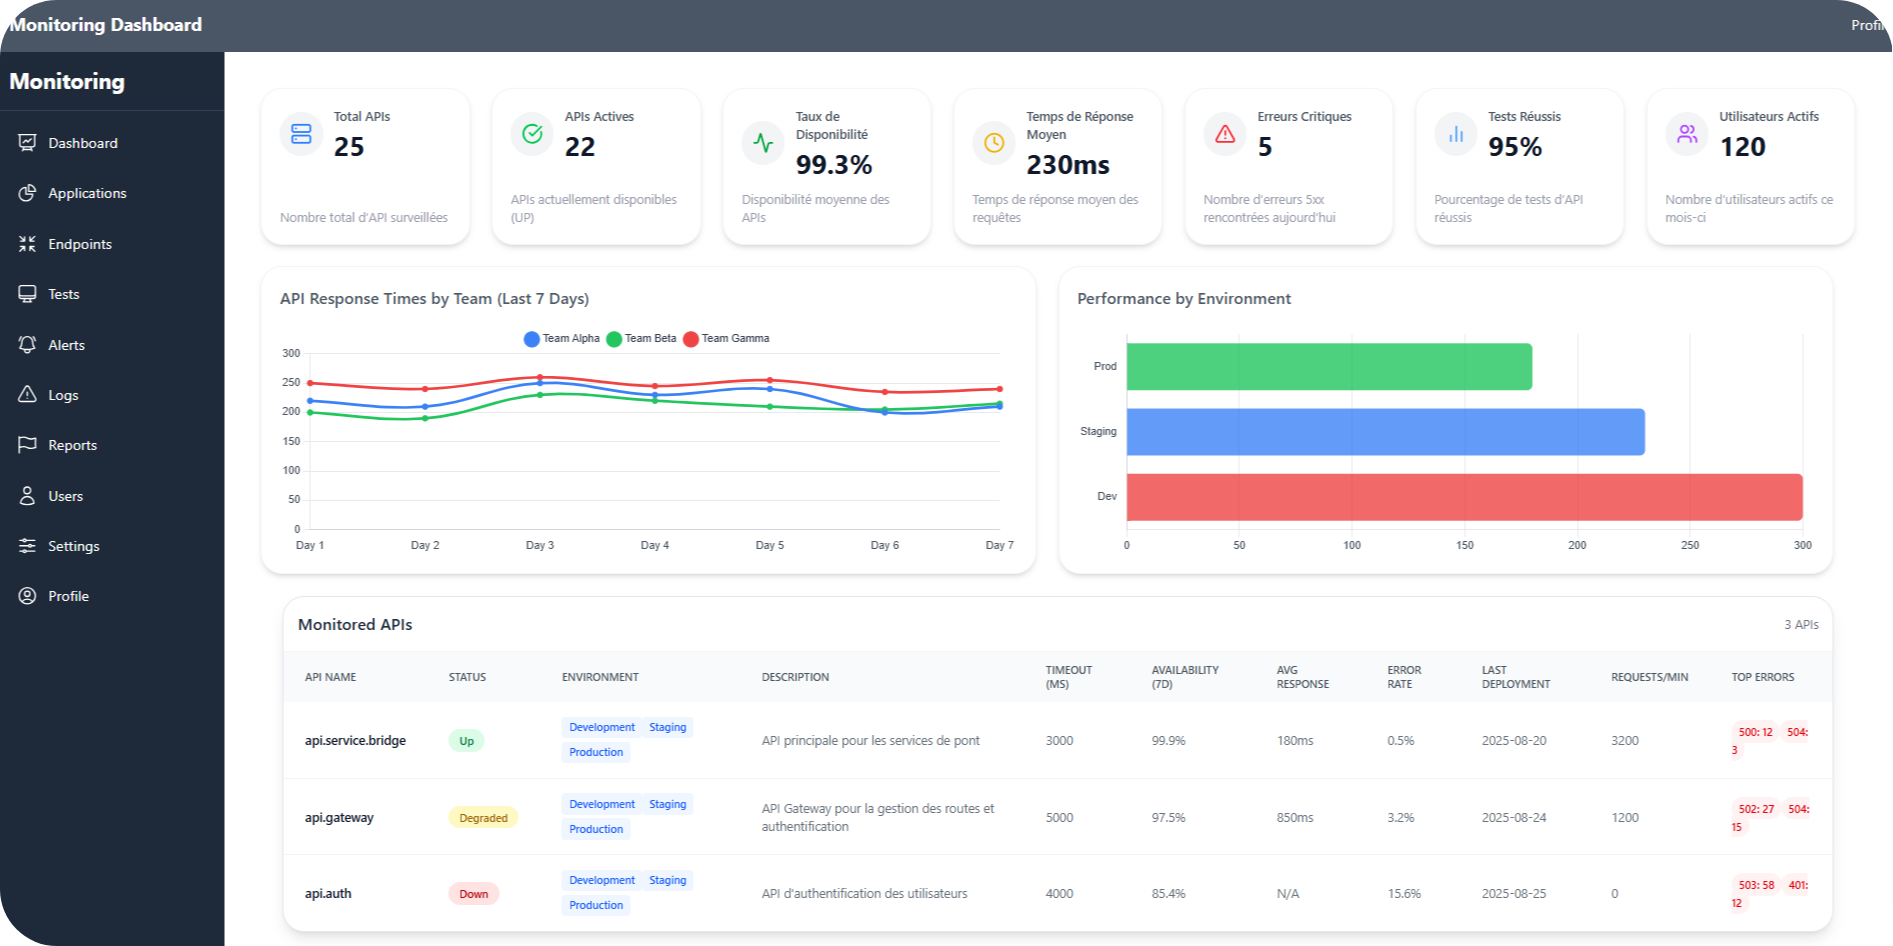 Monitoring Dashboard
Profil
Monitoring
Dashboard
Applications
Endpoints
Tests
Alerts
Logs
Reports
Users
Settings
Profile
Total APIs
25
Nombre total d'API surveillées
APIs Actives
22
APIs actuellement disponibles
(UP)
Taux de
Disponibilité
99.3%
Disponibilité moyenne des
APIs
Temps de Réponse
Moyen
230ms
Temps de réponse moyen des
requêtes
Erreurs Critiques
5
Nombre d'erreurs 5xx
rencontrées aujourd'hui
Tests Réussis
95%
Pourcentage de tests d'API
réussis
Utilisateurs Actifs
120
Nombre d'utilisateurs actifs ce
mois-ci
API Response Times by Team (Last 7 Days)
Team Alpha Team Beta Team Gamma
300
250
200
150
100
50
0
Day 1 Day 2 Day 3 Day 4 Day 5 Day 6 Day 7
Performance by Environment
Prod
Staging
Dev
0 50 100 150 200 250 300
Monitored APIs
3 APIs
API NAME STATUS ENVIRONMENT DESCRIPTION TIMEOUT (MS) AVAILABILITY (7D) AVG RESPONSE ERROR RATE LAST DEPLOYMENT REQUESTS/MIN TOP ERRORS
api.service.bridge Up Development Staging Production API principale pour les services de pont 3000 99.9% 180ms 0.5% 2025-08-20 3200 500: 12 504: 3
api.gateway Degraded Development Staging Production API Gateway pour la gestion des routes et authentification 5000 97.5% 850ms 3.2% 2025-08-24 1200 502: 27 504: 15
api.auth Down Development Staging Production API d'authentification des utilisateurs 4000 85.4% N/A 15.6% 2025-08-25 0 503: 58 401: 12